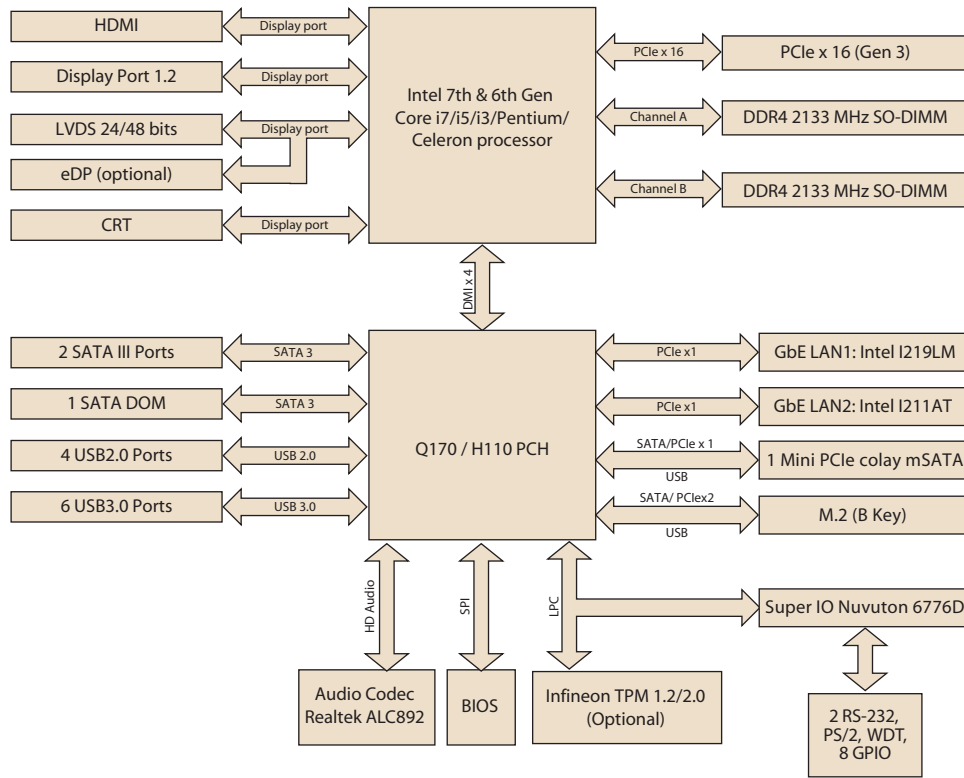 HDMI
Display port
Display Port 1.2
Display port
LVDS 24/48 bits
Display port
eDP (optional)
CRT
Display port
Intel 7th & 6th Gen
Core i7/i5/i3/Pentium/
Celeron processor
PCIe x 16
PCIe x 16 (Gen 3)
Channel A
DDR4 2133 MHz SO-DIMM
Channel B
DDR4 2133 MHz SO-DIMM
DMI x 4
2 SATA III Ports
SATA 3
1 SATA DOM
SATA 3
4 USB2.0 Ports
USB 2.0
6 USB3.0 Ports
USB 3.0
Q170 / H110 PCH
PCIe x1
GbE LAN1: Intel I219LM
PCIe x1
GbE LAN2: Intel I211AT
SATA/PCIe x 1
USB
1 Mini PCIe colay mSATA
SATA/ PCIex2
USB
M.2 (B Key)
HD Audio
SPI
LPC
Super IO Nuvuton 6776D
Audio Codec
Realtek ALC892
BIOS
Infineon TPM 1.2/2.0
(Optional)
2 RS-232,
PS/2, WDT,
8 GPIO